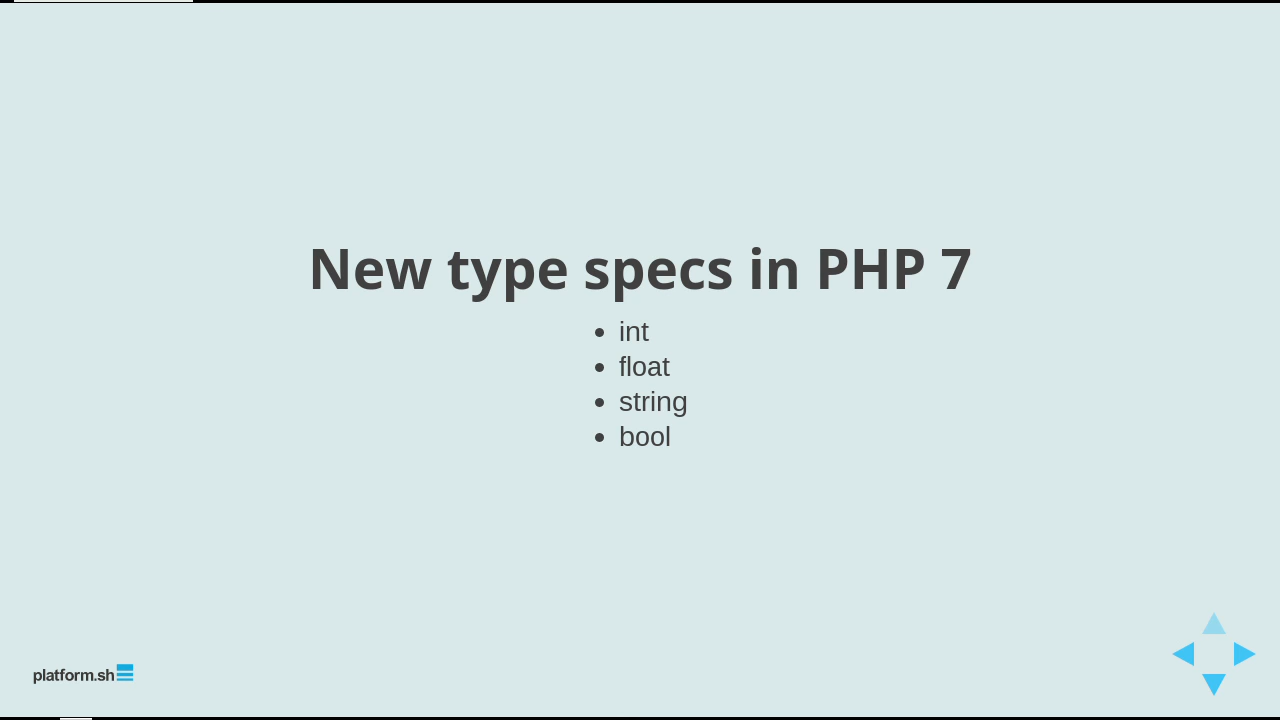 New type specs in PHP 7
int
float
string
bool
platform.sh